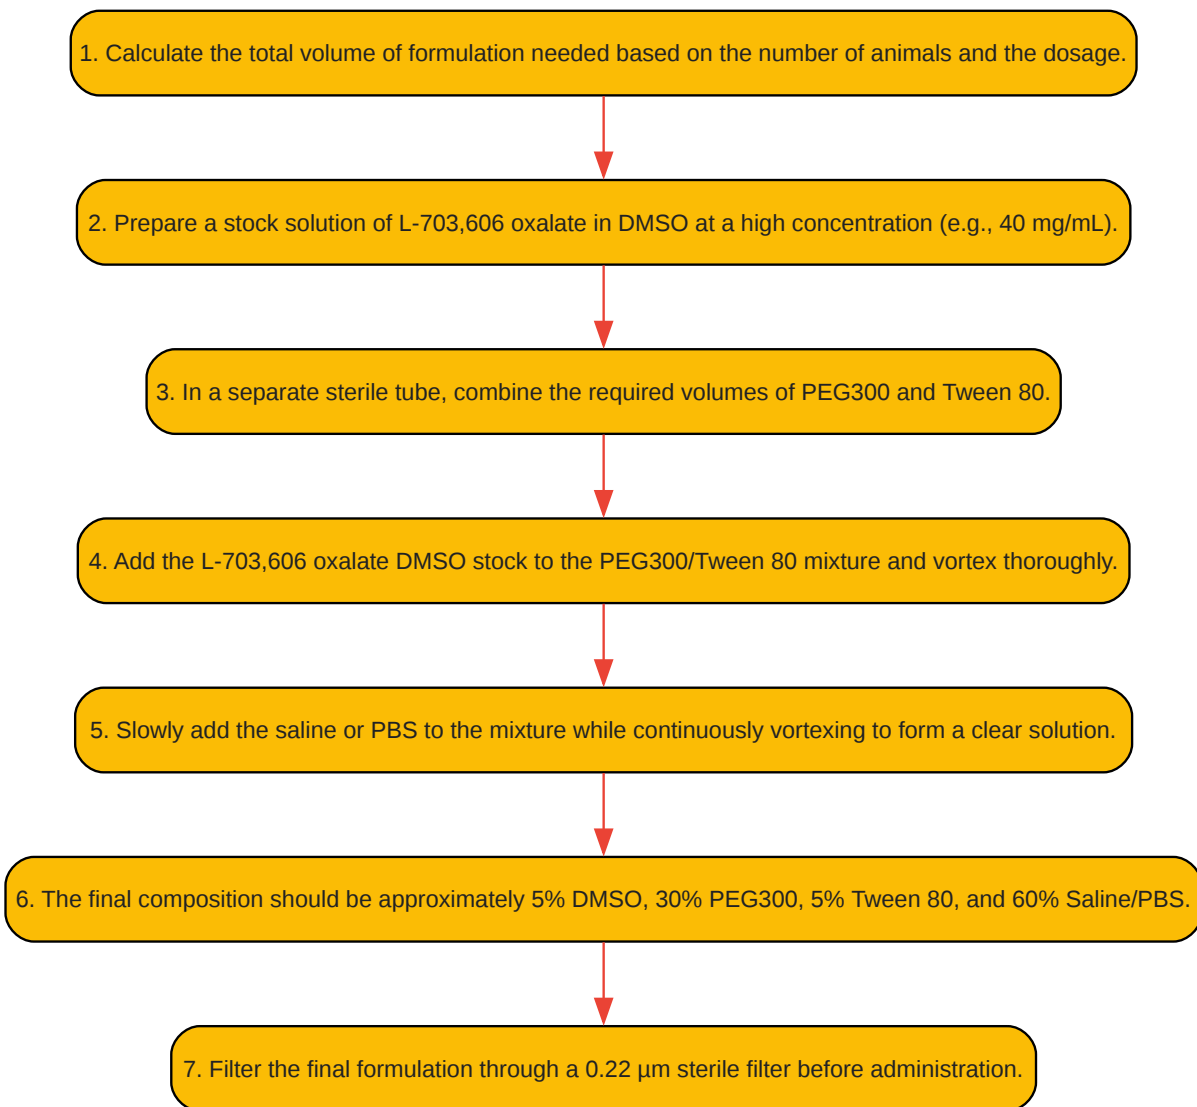 1. Calculate the total volume of formulation needed based on the number of animals and the dosage.
2. Prepare a stock solution of L-703,606 oxalate in DMSO at a high concentration (e.g., 40 mg/mL).
3. In a separate sterile tube, combine the required volumes of PEG300 and Tween 80.
4. Add the L-703,606 oxalate DMSO stock to the PEG300/Tween 80 mixture and vortex thoroughly.
5. Slowly add the saline or PBS to the mixture while continuously vortexing to form a clear solution.
6. The final composition should be approximately 5% DMSO, 30% PEG300, 5% Tween 80, and 60% Saline/PBS.
7. Filter the final formulation through a 0.22 µm sterile filter before administration.